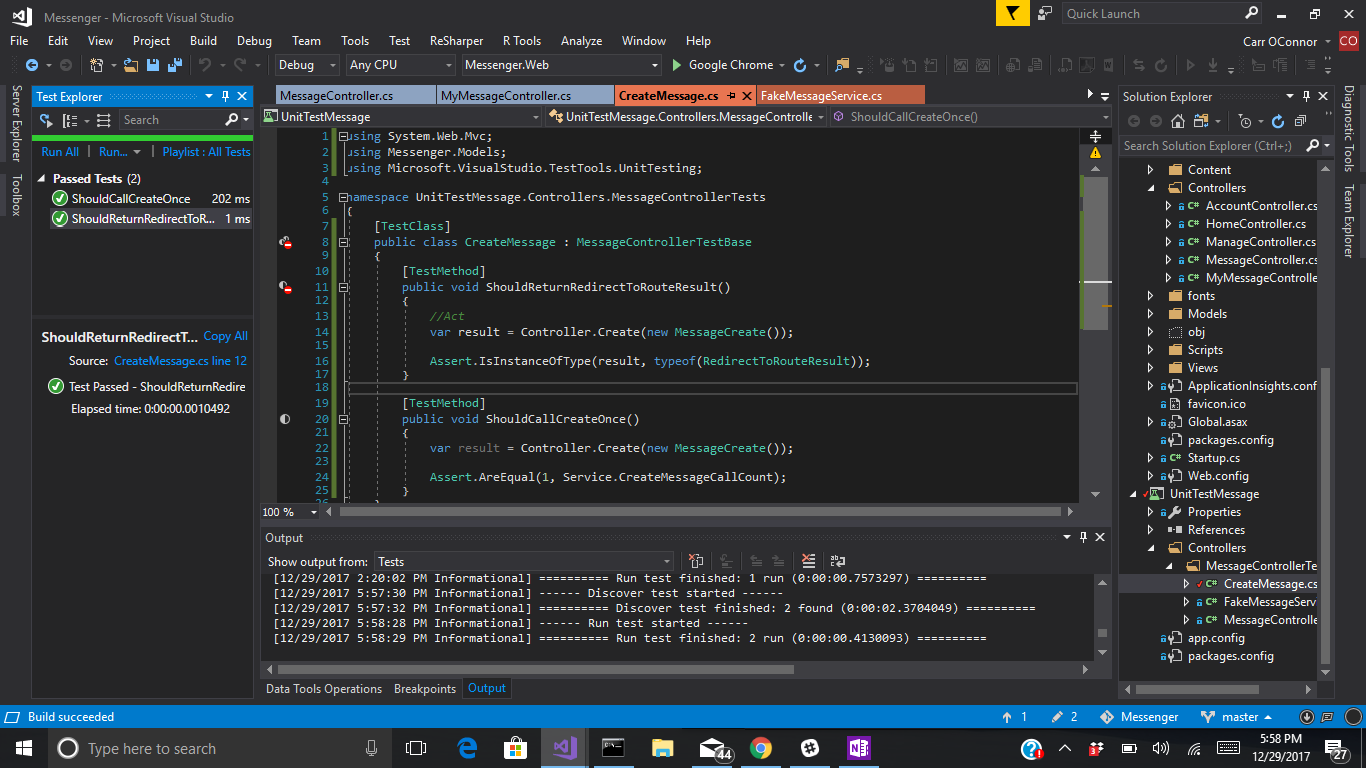 Messenger - Microsoft Visual Studio
Quick Launch
File Edit View Project Build Debug Team Tools Test ReSharper R Tools Analyze Window Help
Carr OConnor CO
Debug Any CPU Messenger.Web Google Chrome
Server Explorer
Toolbox
Test Explorer
Search
Run All Run... Playlist : All Tests
Passed Tests (2)
ShouldCallCreateOnce 202 ms
ShouldReturnRedirectToR... 1 ms
ShouldReturnRedirectT... Copy All
Source: CreateMessage.cs line 12
Test Passed - ShouldReturnRedire
Elapsed time: 0:00:00.0010492
MessageController.cs MyMessageController.cs CreateMessage.cs FakeMessageService.cs
UnitTestMessage UnitTestMessage.Controllers.MessageControlle ShouldCallCreateOnce()
1 using System.Web.Mvc;
2 using Messenger.Models;
3 using Microsoft.VisualStudio.TestTools.UnitTesting;
4
5 namespace UnitTestMessage.Controllers.MessageControllerTests
6 {
7 [TestClass]
8 public class CreateMessage : MessageControllerTestBase
9 {
10 [TestMethod]
11 public void ShouldReturnRedirectToRouteResult()
12 {
13 //Act
14 var result = Controller.Create(new MessageCreate());
15
16 Assert.IsInstanceOfType(result, typeof(RedirectToRouteResult));
17 }
18
19 [TestMethod]
20 public void ShouldCallCreateOnce()
21 {
22 var result = Controller.Create(new MessageCreate());
23
24 Assert.AreEqual(1, Service.CreateMessageCallCount);
25 }
26 }
100 %
Output
Show output from: Tests
[12/29/2017 2:20:02 PM Informational] ========== Run test finished: 1 run (0:00:00.7573297) ==========
[12/29/2017 5:57:30 PM Informational] ------ Discover test started ------
[12/29/2017 5:57:32 PM Informational] ========== Discover test finished: 2 found (0:00:02.3704049) ==========
[12/29/2017 5:58:28 PM Informational] ------ Run test started ------
[12/29/2017 5:58:29 PM Informational] ========== Run test finished: 2 run (0:00:00.4130093) ==========
Data Tools Operations Breakpoints Output
Solution Explorer
Search Solution Explorer (Ctrl+;)
Content
Controllers
C# AccountController.cs
C# HomeController.cs
C# ManageController.cs
C# MessageController.cs
C# MyMessageControlle
fonts
Models
obj
Scripts
Views
ApplicationInsights.conf
favicon.ico
Global.asax
packages.config
C# Startup.cs
Web.config
UnitTestMessage
Properties
References
Controllers
MessageControllerTe
C# CreateMessage.cs
C# FakeMessageServ
C# MessageControlle
app.config
packages.config
Diagnostic Tools
Team Explorer
Build succeeded
1 2 Messenger master
Type here to search
44
5:58 PM
12/29/2017
27